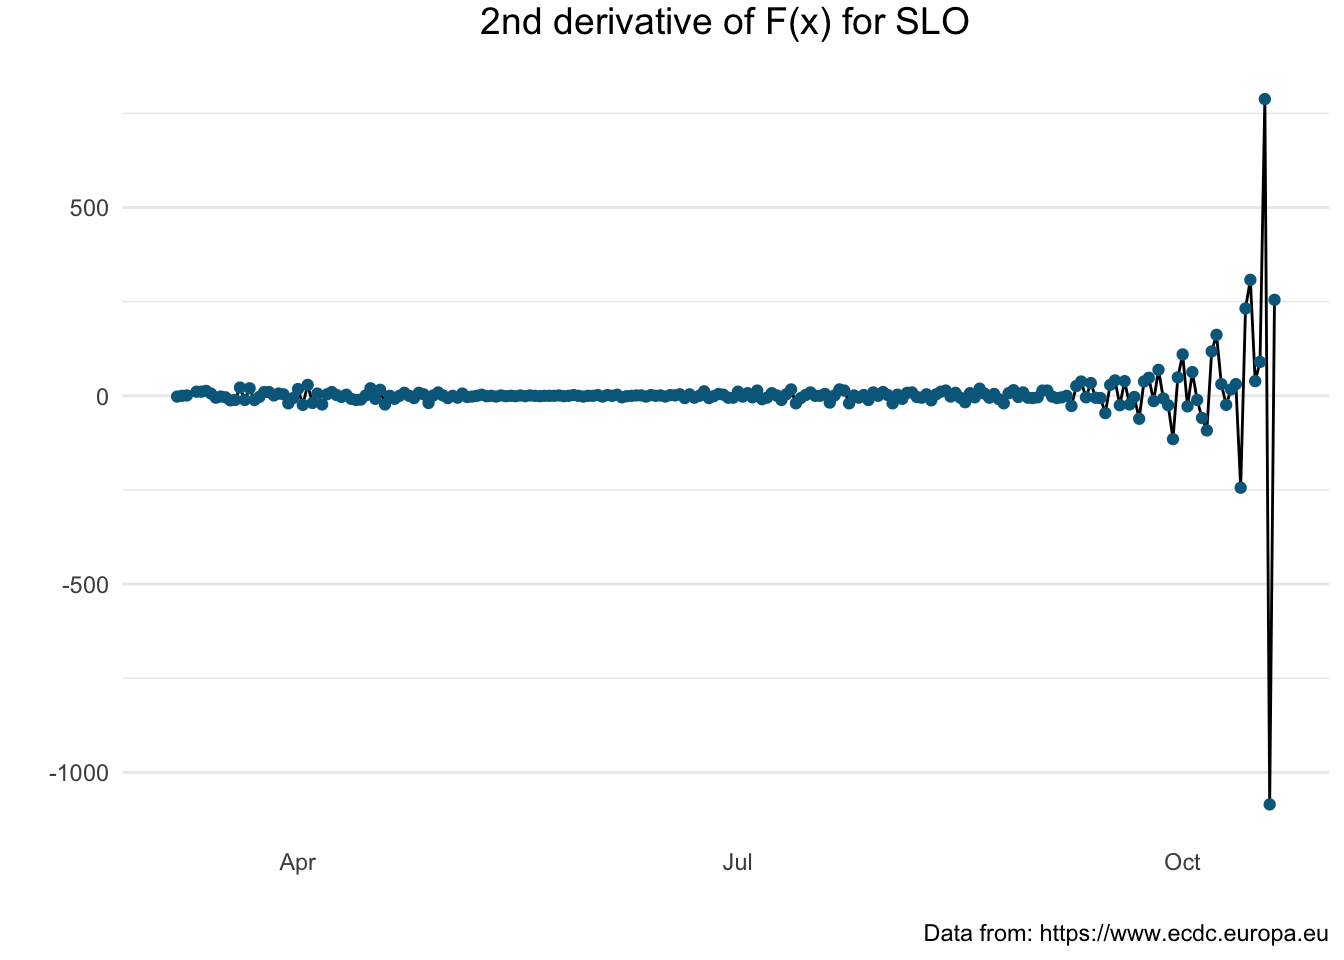 2nd derivative of F(x) for SLO
500
0
-500
-1000
Apr Jul Oct
Data from: https://www.ecdc.europa.eu